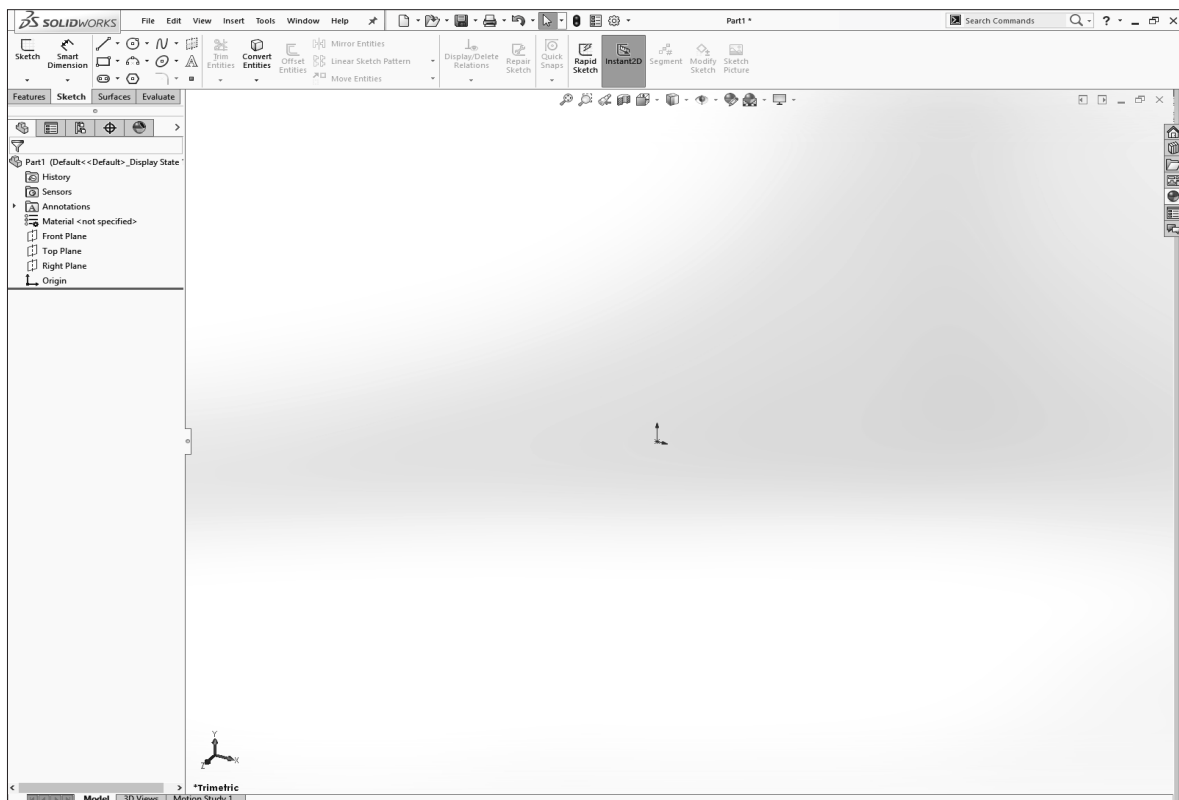 SOLIDWORKS File Edit View Insert Tools Window Help Part1 * Search Commands ?
Sketch Smart Dimension Trim Entities Convert Entities Offset Entities Mirror Entities Linear Sketch Pattern Move Entities Display/Delete Relations Repair Sketch Quick Snaps Rapid Sketch Instant2D Segment Modify Sketch Sketch Picture
Features Sketch Surfaces Evaluate
Part1 (Default<<Default>_Display State
History
Sensors
Annotations
Material <not specified>
Front Plane
Top Plane
Right Plane
Origin
Y
X
Z
*Trimetric
Model 3D Views Motion Study 1